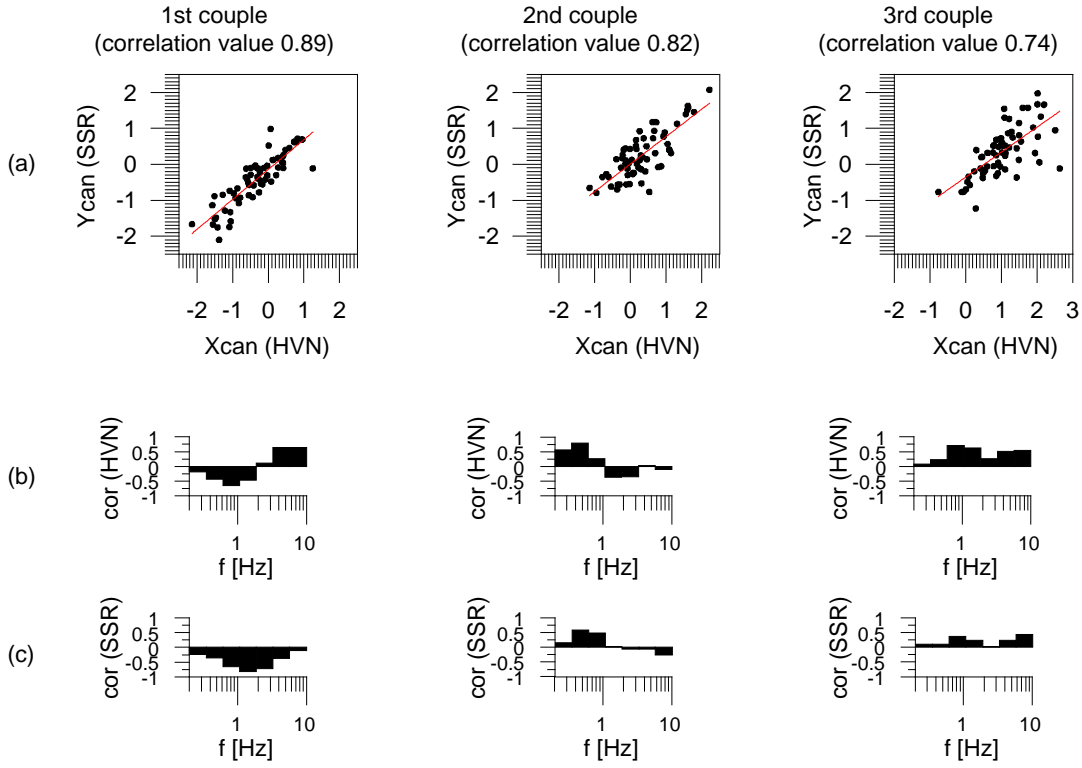 1st couple
(correlation value 0.89)
2nd couple
(correlation value 0.82)
3rd couple
(correlation value 0.74)
(a)
Ycan (SSR)
2
1
0
-1
-2
-2 -1 0 1 2
Xcan (HVN)
Ycan (SSR)
2
1
0
-1
-2
-2 -1 0 1 2
Xcan (HVN)
Ycan (SSR)
2
1
0
-1
-2
-2 -1 0 1 2 3
Xcan (HVN)
(b)
cor (HVN)
1
0.5
0
-0.5
-1
1 10
f [Hz]
cor (HVN)
1
0.5
0
-0.5
-1
1 10
f [Hz]
cor (HVN)
1
0.5
0
-0.5
-1
1 10
f [Hz]
(c)
cor (SSR)
1
0.5
0
-0.5
-1
1 10
f [Hz]
cor (SSR)
1
0.5
0
-0.5
-1
1 10
f [Hz]
cor (SSR)
1
0.5
0
-0.5
-1
1 10
f [Hz]